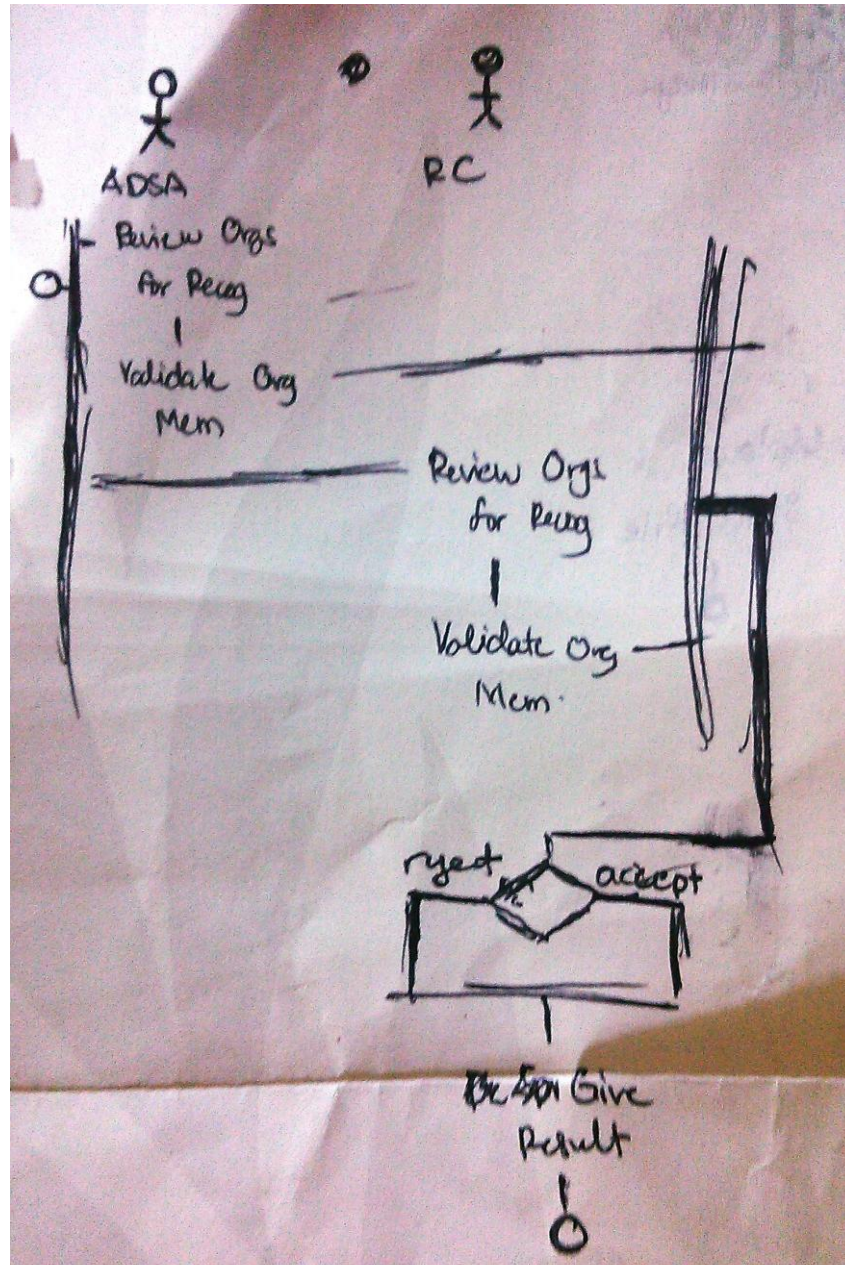 ADSA
RC
Review Orgs
for Recog
Validate Org
Mem
Review Orgs
for Recog
Validate Org
Mem.
reject
accept
Give
Result